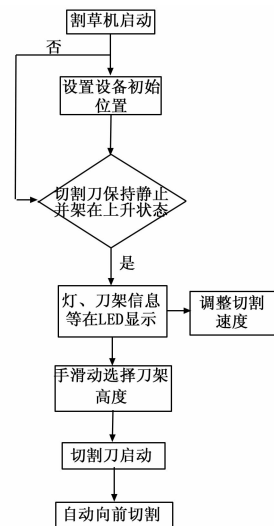 割草机启动
否
设置设备初始
位置
切割刀保持静止
并架在上升状态
是
灯、刀架信息
等在LED显示
调整切割
速度
手滑动选择刀架
高度
切割刀启动
自动向前切割